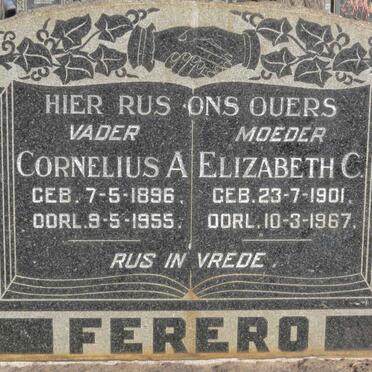 HIER RUS ONS OUERS
VADER
CORNELIUS A
GEB. 7-5-1896.
OORL. 9-5-1955.
MOEDER
ELIZABETH C.
GEB. 23-7-1901.
OORL. 10-3-1967.
RUS IN VREDE.
FERERO